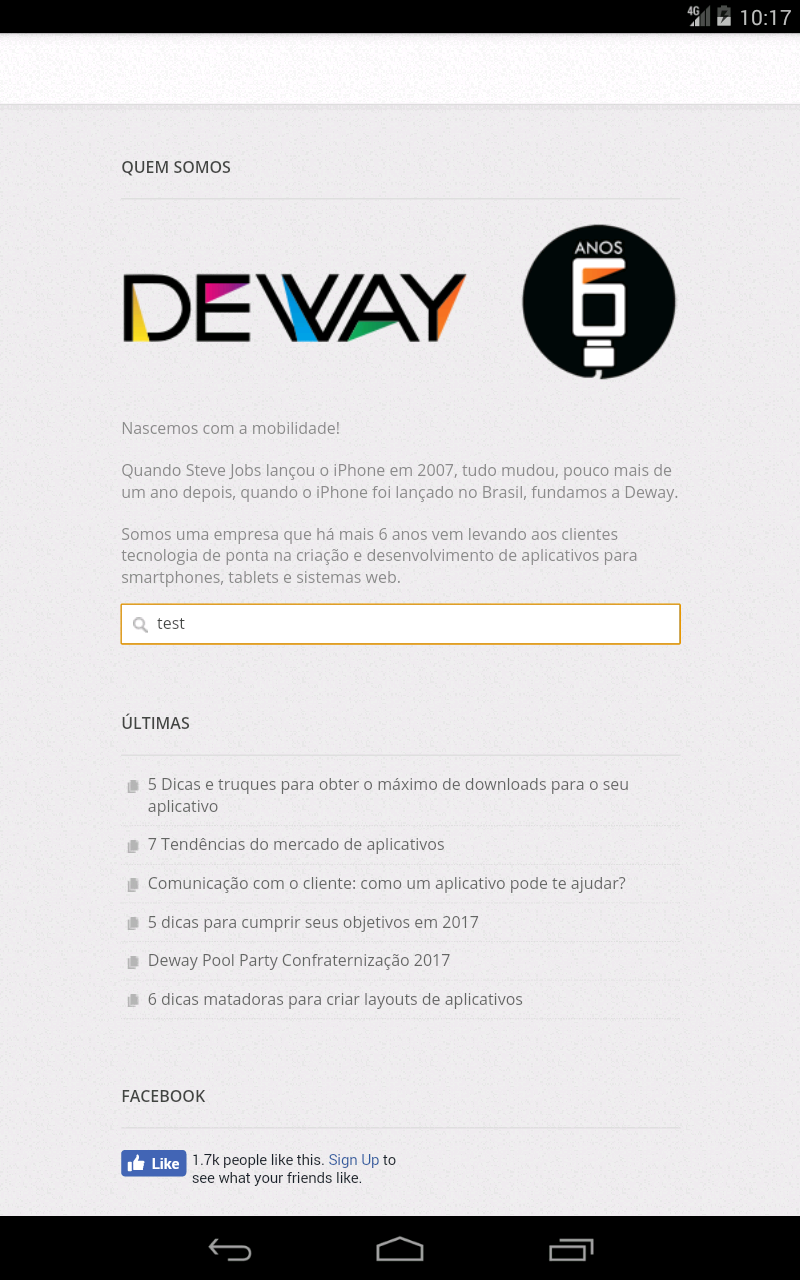 4G 10:17
QUEM SOMOS
ANOS
DEWAY 6
Nascemos com a mobilidade!
Quando Steve Jobs lançou o iPhone em 2007, tudo mudou, pouco mais de
um ano depois, quando o iPhone foi lançado no Brasil, fundamos a Deway.
Somos uma empresa que há mais 6 anos vem levando aos clientes
tecnologia de ponta na criação e desenvolvimento de aplicativos para
smartphones, tablets e sistemas web.
test
ÚLTIMAS
5 Dicas e truques para obter o máximo de downloads para o seu
aplicativo
7 Tendências do mercado de aplicativos
Comunicação com o cliente: como um aplicativo pode te ajudar?
5 dicas para cumprir seus objetivos em 2017
Deway Pool Party Confraternização 2017
6 dicas matadoras para criar layouts de aplicativos
FACEBOOK
Like 1.7k people like this. Sign Up to
see what your friends like.